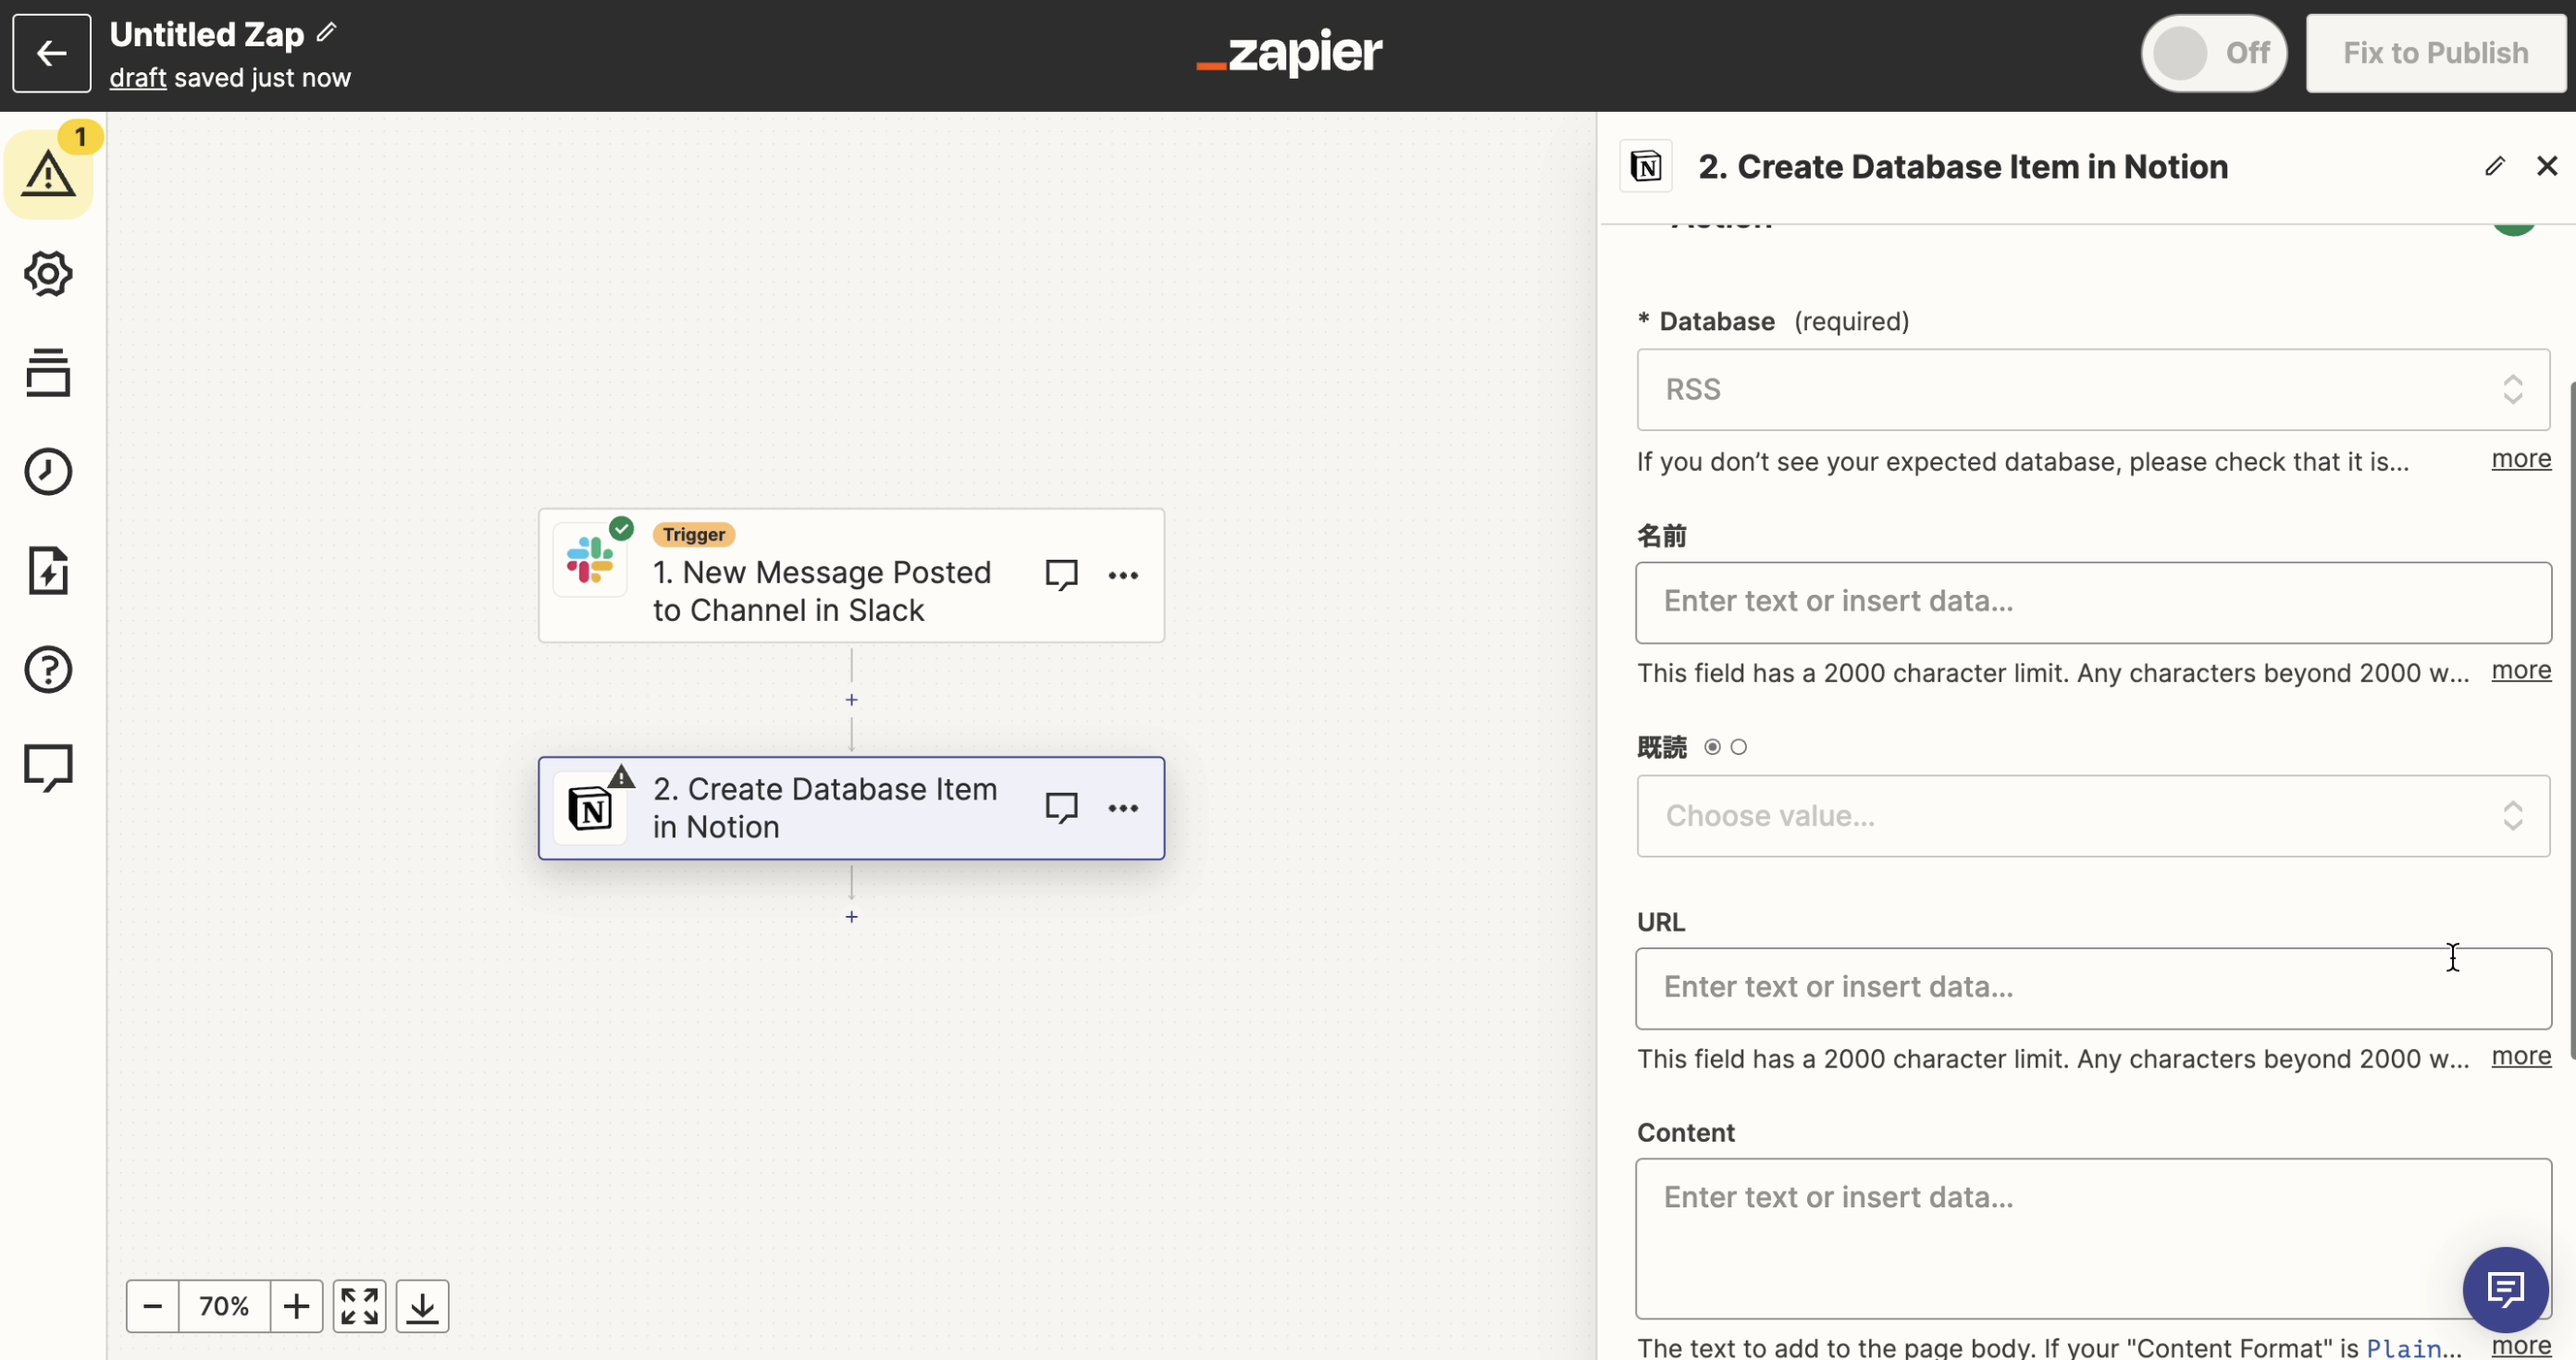 Untitled Zap
draft saved just now
zapier
Off
Fix to Publish
1
2. Create Database Item in Notion
Action
* Database (required)
RSS
If you don't see your expected database, please check that it is...
more
名前
Enter text or insert data...
This field has a 2000 character limit. Any characters beyond 2000 w...
more
既読
Choose value...
URL
Enter text or insert data...
This field has a 2000 character limit. Any characters beyond 2000 w...
more
Content
Enter text or insert data...
The text to add to the page body. If your "Content Format" is Plain...
more
Trigger
1. New Message Posted
to Channel in Slack
2. Create Database Item
in Notion
70%